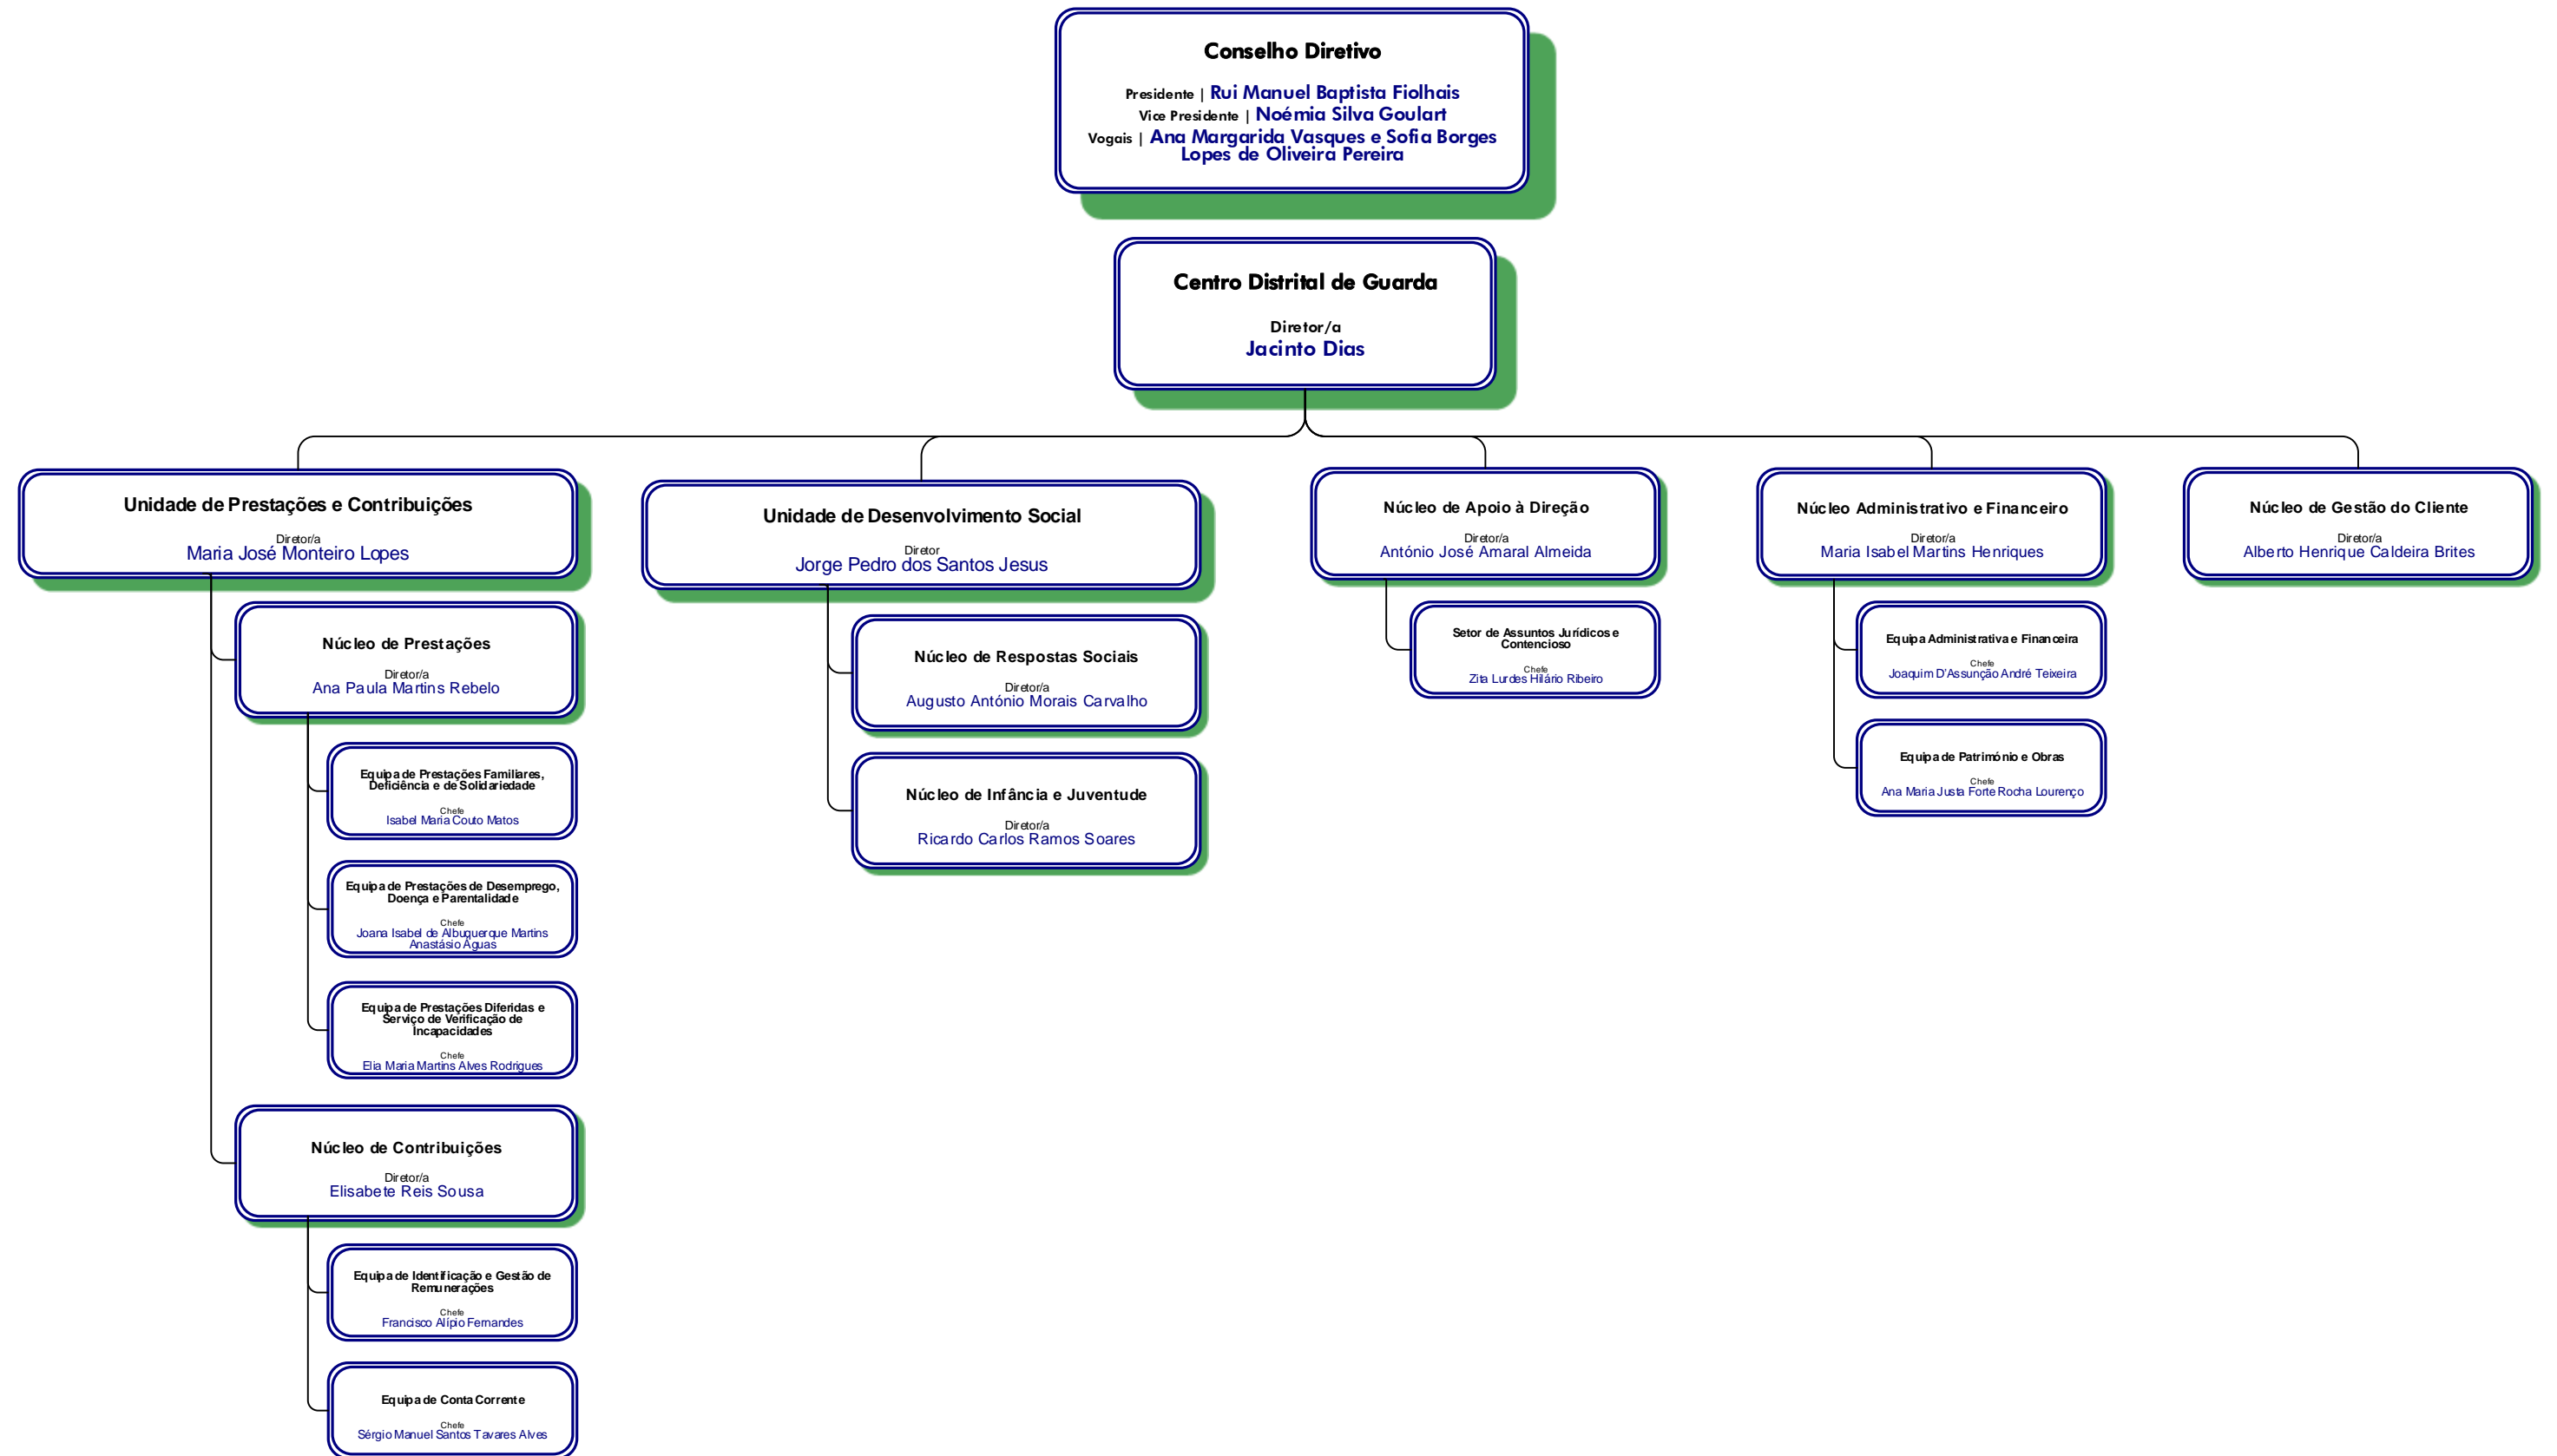 Conselho Diretivo
Presidente | Rui Manuel Baptista Fiolhais
Vice Presidente | Noémia Silva Goulart
Vogais | Ana Margarida Vasques e Sofia Borges
Lopes de Oliveira Pereira
Centro Distrital de Guarda
Diretor/a
Jacinto Dias
Unidade de Prestações e Contribuições
Diretor/a
Maria José Monteiro Lopes
Núcleo de Prestações
Diretor/a
Ana Paula Martins Rebelo
Equipa de Prestações Familiares,
Deficiência e de Solidariedade
Chefe
Isabel Maria Couto Matos
Equipa de Prestações de Desemprego,
Doença e Parentalidade
Chefe
Joana Isabel de Albuquerque Martins
Anastásio Águas
Equipa de Prestações Diferidas e
Serviço de Verificação de
Incapacidades
Chefe
Elia Maria Martins Alves Rodrigues
Núcleo de Contribuições
Diretor/a
Elisabete Reis Sousa
Equipa de Identificação e Gestão de
Remunerações
Chefe
Francisco Alípio Fernandes
Equipa de Conta Corrente
Chefe
Sérgio Manuel Santos Tavares Alves
Unidade de Desenvolvimento Social
Diretor
Jorge Pedro dos Santos Jesus
Núcleo de Respostas Sociais
Diretor/a
Augusto António Morais Carvalho
Núcleo de Infância e Juventude
Diretor/a
Ricardo Carlos Ramos Soares
Núcleo de Apoio à Direção
Diretor/a
António José Amaral Almeida
Setor de Assuntos Jurídicos e
Contencioso
Chefe
Zita Lurdes Hilário Ribeiro
Núcleo Administrativo e Financeiro
Diretor/a
Maria Isabel Martins Henriques
Equipa Administrativa e Financeira
Chefe
Joaquim D'Assunção André Teixeira
Equipa de Património e Obras
Chefe
Ana Maria Justa Forte Rocha Lourenço
Núcleo de Gestão do Cliente
Diretor/a
Alberto Henrique Caldeira Brites